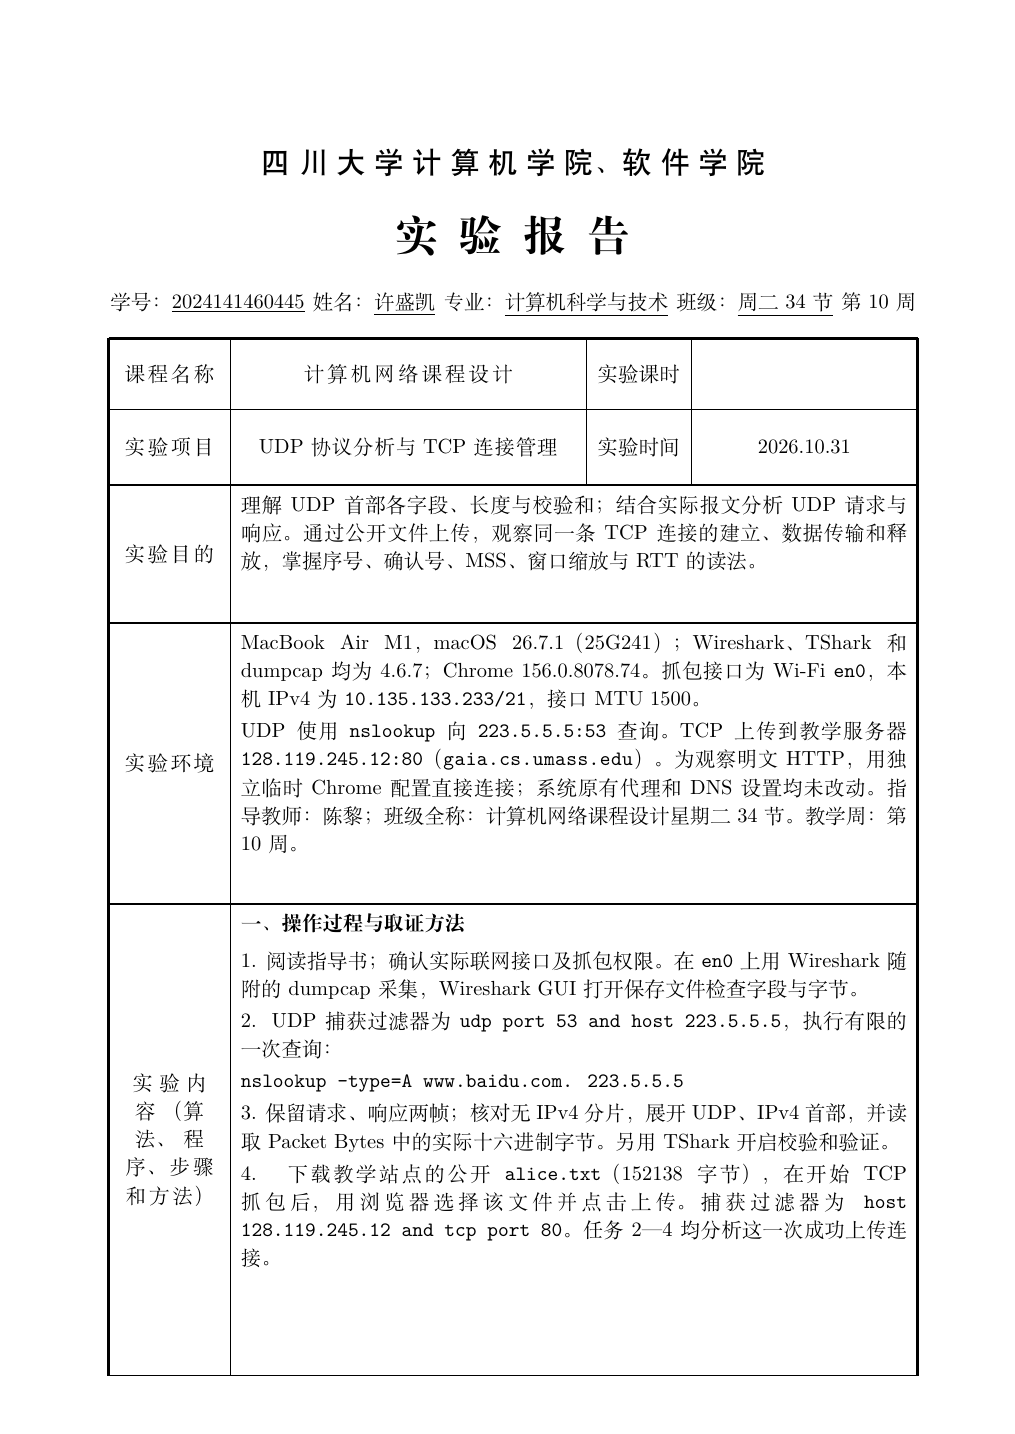 四川大学计算机学院、软件学院
实验报告
学号：2024141460445 姓名：许盛凯 专业：计算机科学与技术 班级：周二 34 节 第 10 周
课程名称 计算机网络课程设计 实验课时
实验项目 UDP 协议分析与 TCP 连接管理 实验时间 2026.10.31
实验目的
理解 UDP 首部各字段、长度与校验和；结合实际报文分析 UDP 请求与
响应。通过公开文件上传，观察同一条 TCP 连接的建立、数据传输和释
放，掌握序号、确认号、MSS、窗口缩放与 RTT 的读法。
实验环境
MacBook Air M1，macOS 26.7.1（25G241）；Wireshark、TShark 和
dumpcap 均为 4.6.7；Chrome 156.0.8078.74。抓包接口为 Wi-Fi en0，本
机 IPv4 为 10.135.133.233/21，接口 MTU 1500。
UDP 使用 nslookup 向 223.5.5.5:53 查询。TCP 上传到教学服务器
128.119.245.12:80（gaia.cs.umass.edu）。为观察明文 HTTP，用独
立临时 Chrome 配置直接连接；系统原有代理和 DNS 设置均未改动。指
导教师：陈黎；班级全称：计算机网络课程设计星期二 34 节。教学周：第
10 周。
实验内
容（算
法、程
序、步骤
和方法）
一、操作过程与取证方法
1. 阅读指导书；确认实际联网接口及抓包权限。在 en0 上用 Wireshark 随
附的 dumpcap 采集，Wireshark GUI 打开保存文件检查字段与字节。
2. UDP 捕获过滤器为 udp port 53 and host 223.5.5.5，执行有限的
一次查询：
nslookup -type=A www.baidu.com. 223.5.5.5
3. 保留请求、响应两帧；核对无 IPv4 分片，展开 UDP、IPv4 首部，并读
取 Packet Bytes 中的实际十六进制字节。另用 TShark 开启校验和验证。
4. 下载教学站点的公开 alice.txt（152138 字节），在开始 TCP
抓包后，用浏览器选择该文件并点击上传。捕获过滤器为 host
128.119.245.12 and tcp port 80。任务 2—4 均分析这一次成功上传连
接。